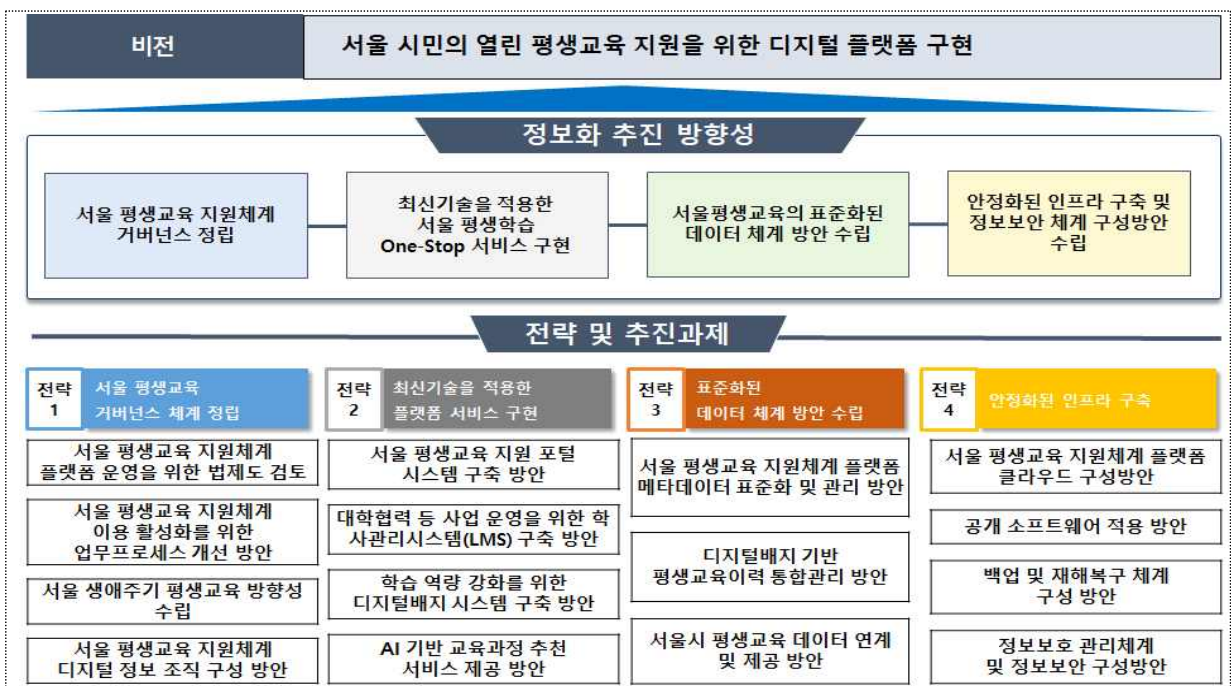 비전
서울 시민의 열린 평생교육 지원을 위한 디지털 플랫폼 구현
정보화 추진 방향성
서울 평생교육 지원체계
거버넌스 정립
최신기술을 적용한
서울 평생학습
One-Stop 서비스 구현
서울평생교육의 표준화된
데이터 체계 방안 수립
안정화된 인프라 구축 및
정보보안 체계 구성방안
수립
전략 및 추진과제
전략
1
서울 평생교육
거버넌스 체계 정립
서울 평생교육 지원체계
플랫폼 운영을 위한 법제도 검토
서울 평생교육 지원체계
이용 활성화를 위한
업무프로세스 개선 방안
서울 생애주기 평생교육 방향성
수립
서울 평생교육 지원체계
디지털 정보 조직 구성 방안
전략
2
최신기술을 적용한
플랫폼 서비스 구현
서울 평생교육 지원 포털
시스템 구축 방안
대학협력 등 사업 운영을 위한 학
사관리시스템(LMS) 구축 방안
학습 역량 강화를 위한
디지털배지 시스템 구축 방안
AI 기반 교육과정 추천
서비스 제공 방안
전략
3
표준화된
데이터 체계 방안 수립
서울 평생교육 지원체계 플랫폼
메타데이터 표준화 및 관리 방안
디지털배지 기반
평생교육이력 통합관리 방안
서울시 평생교육 데이터 연계
및 제공 방안
전략
4
안정화된 인프라 구축
서울 평생교육 지원체계 플랫폼
클라우드 구성방안
공개 소프트웨어 적용 방안
백업 및 재해복구 체계
구성 방안
정보보호 관리체계
및 정보보안 구성방안